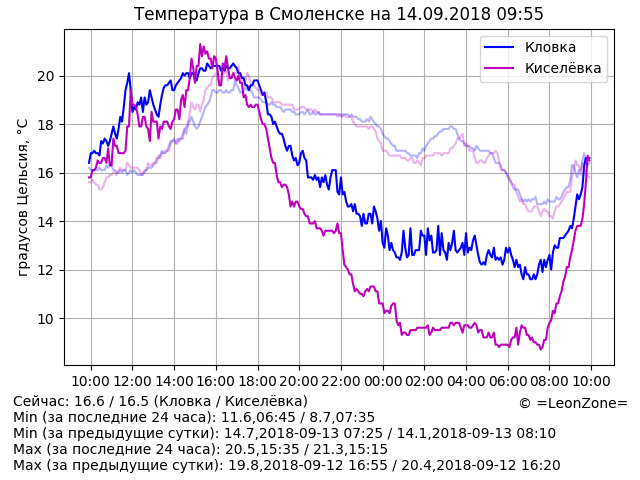 Температура в Смоленске на 14.09.2018 09:55
Кловка
Киселёвка
градусов Цельсия, °C
20
18
16
14
12
10
10:00 12:00 14:00 16:00 18:00 20:00 22:00 00:00 02:00 04:00 06:00 08:00 10:00
Сейчас: 16.6 / 16.5 (Кловка / Киселёвка)
© =LeonZone=
Min (за последние 24 часа): 11.6,06:45 / 8.7,07:35
Min (за предыдущие сутки): 14.7,2018-09-13 07:25 / 14.1,2018-09-13 08:10
Max (за последние 24 часа): 20.5,15:35 / 21.3,15:15
Max (за предыдущие сутки): 19.8,2018-09-12 16:55 / 20.4,2018-09-12 16:20